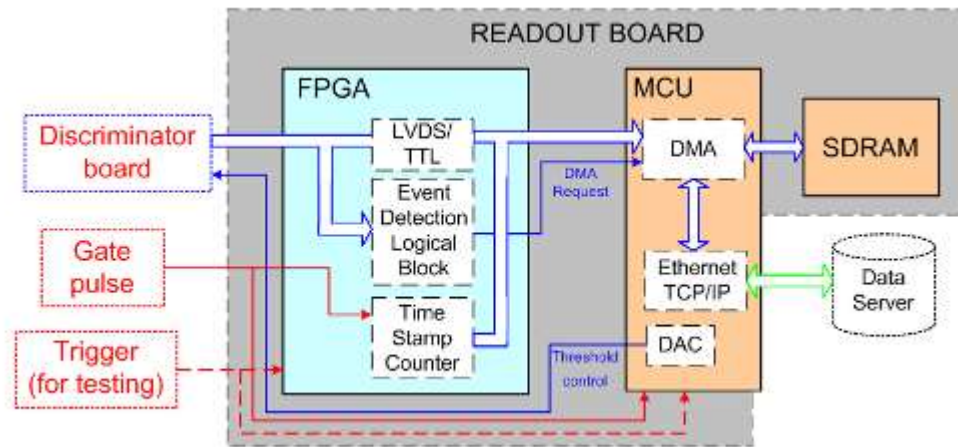 READOUT BOARD
FPGA
MCU
Discriminator
board
LVDS/
TTL
DMA
SDRAM
DMA
Request
Event
Detection
Logical
Block
Gate
pulse
Ethernet
TCP/IP
Data
Server
Time
Stamp
Counter
Trigger
(for testing)
DAC
Threshold
control